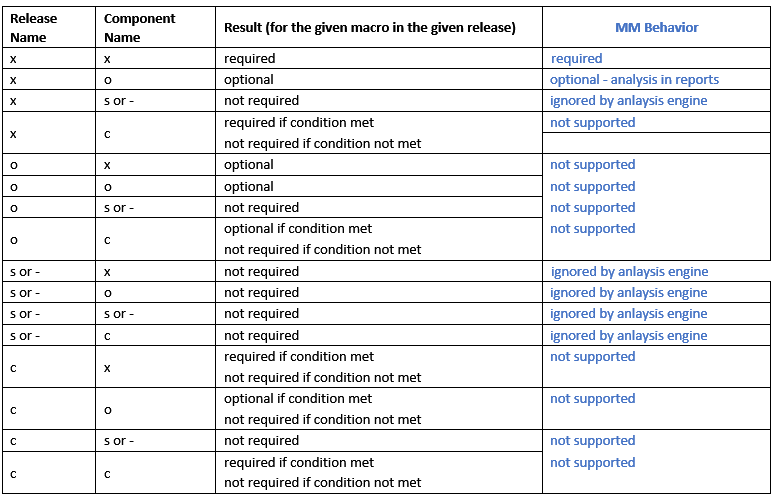 Release Name Component Name Result (for the given macro in the given release) MM Behavior
x x required required
x o optional optional - analysis in reports
x s or - not required ignored by anlaysis engine
x c required if condition met not supported
not required if condition not met
o x optional not supported
o o optional not supported
o s or - not required not supported
o c optional if condition met not supported
not required if condition not met
s or - x not required ignored by anlaysis engine
s or - o not required ignored by anlaysis engine
s or - s or - not required ignored by anlaysis engine
s or - c not required ignored by anlaysis engine
c x required if condition met not supported
not required if condition not met
c o optional if condition met not supported
not required if condition not met
c s or - not required not supported
c c required if condition met not supported
not required if condition not met